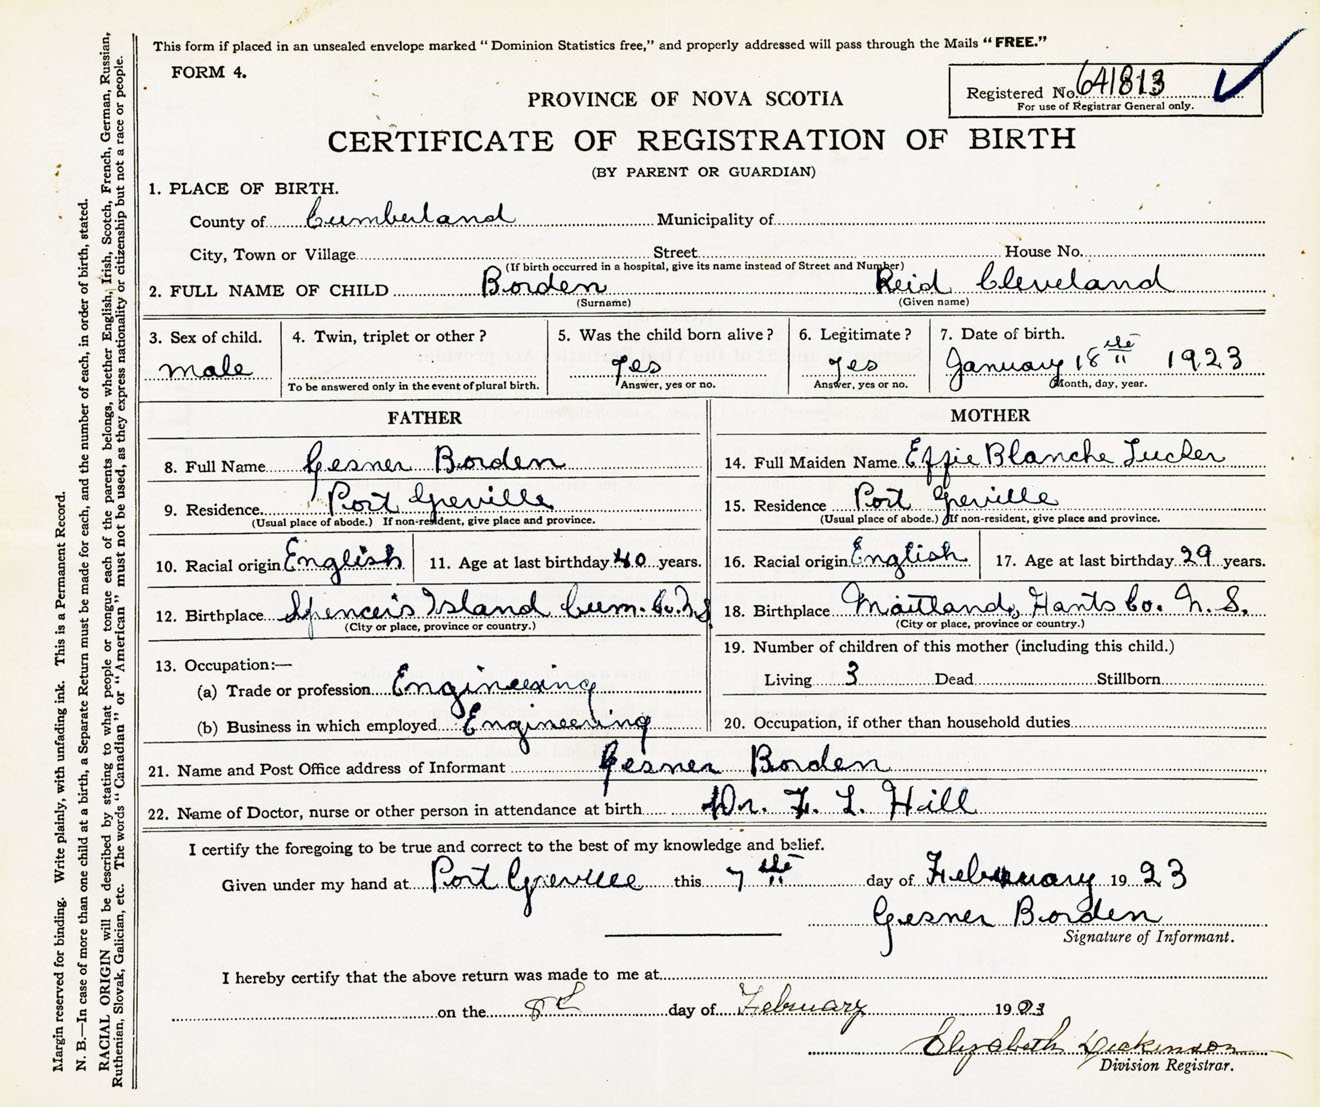 This form if placed in an unsealed envelope marked "Dominion Statistics free," and properly addressed will pass through the Mails "FREE."
FORM 4.
Registered No. 641813
For use of Registrar General only.
PROVINCE OF NOVA SCOTIA
CERTIFICATE OF REGISTRATION OF BIRTH
(BY PARENT OR GUARDIAN)
1. PLACE OF BIRTH.
County of Cumberland Municipality of
City, Town or Village Street House No.
(If birth occurred in a hospital, give its name instead of Street and Number)
2. FULL NAME OF CHILD Borden Reid Cleveland
(Surname) (Given name)
3. Sex of child. 4. Twin, triplet or other? 5. Was the child born alive? 6. Legitimate? 7. Date of birth.
male Yes Yes January 18th 1923
To be answered only in the event of plural birth. Answer, yes or no. Answer, yes or no. Month, day, year.
FATHER MOTHER
8. Full Name Gesner Borden 14. Full Maiden Name Effie Blanche Tucker
9. Residence. Port Greville 15. Residence Port Greville
(Usual place of abode.) If non-resident, give place and province. (Usual place of abode.) If non-resident, give place and province.
10. Racial origin English 11. Age at last birthday 40 years. 16. Racial origin English 17. Age at last birthday 29 years.
12. Birthplace Spencer's Island Cum. Co. N.S. 18. Birthplace Maitland, Hants Co. N.S.
(City or place, province or country.) (City or place, province or country.)
13. Occupation:— 19. Number of children of this mother (including this child.)
(a) Trade or profession Engineering Living 3 Dead Stillborn
(b) Business in which employed Engineering 20. Occupation, if other than household duties
21. Name and Post Office address of Informant Gesner Borden
22. Name of Doctor, nurse or other person in attendance at birth Dr. F. L. Hill
I certify the foregoing to be true and correct to the best of my knowledge and belief.
Given under my hand at Port Greville this 7th day of February 1923
Gesner Borden
Signature of Informant.
I hereby certify that the above return was made to me at
on the day of February 1923
Elizabeth Dickinson
Division Registrar.
Margin reserved for binding. Write plainly, with unfading ink. This is a Permanent Record.
N. B.—In case of more than one child at a birth, a Separate Return must be made for each, and the number of each, in order of birth, stated.
RACIAL ORIGIN will be described by stating to what people or tongue each of the parents belongs, whether English, Irish, Scotch, French, German, Russian,
Ruthenian, Slovak, Galician, etc. The words "Canadian" or "American" must not be used, as they express nationality or citizenship but not a race or people.